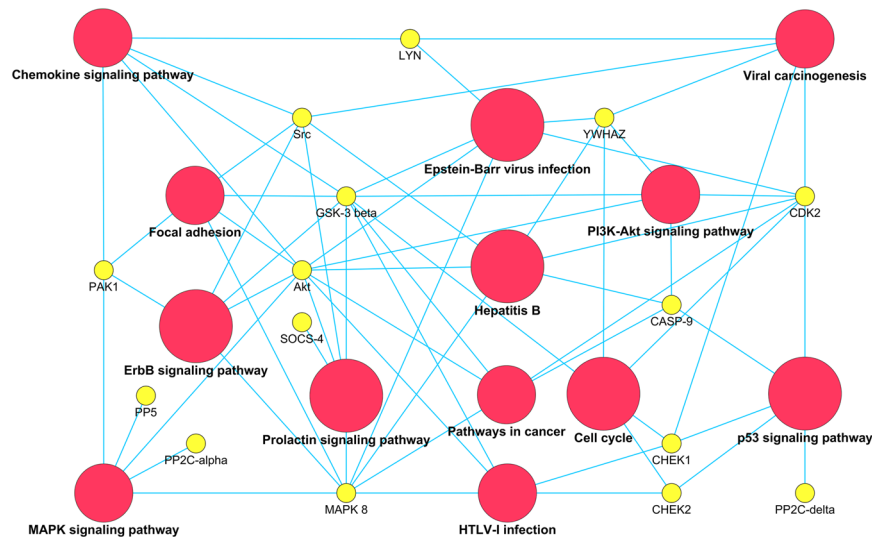 LYN
Chemokine signaling pathway
Viral carcinogenesis
Src
YWHAZ
Epstein-Barr virus infection
GSK-3 beta
CDK2
Focal adhesion
PI3K-Akt signaling pathway
PAK1
Akt
Hepatitis B
CASP-9
SOCS-4
ErbB signaling pathway
PP5
Prolactin signaling pathway
Pathways in cancer
Cell cycle
p53 signaling pathway
PP2C-alpha
CHEK1
MAPK 8
CHEK2
PP2C-delta
MAPK signaling pathway
HTLV-I infection